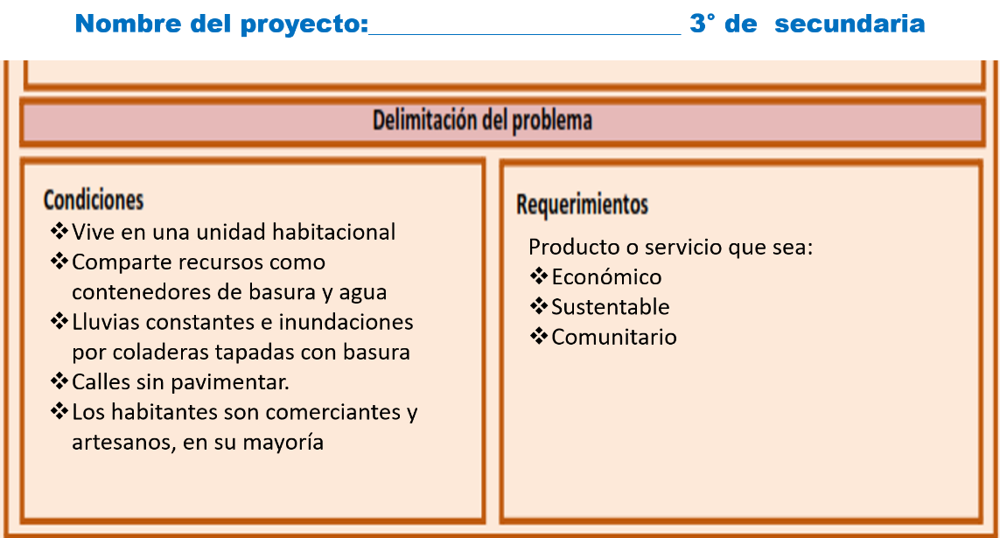 Nombre del proyecto:______________________ 3° de secundaria
Delimitación del problema
Condiciones
❖Vive en una unidad habitacional
❖Comparte recursos como
contenedores de basura y agua
❖Lluvias constantes e inundaciones
por coladeras tapadas con basura
❖Calles sin pavimentar.
❖Los habitantes son comerciantes y
artesanos, en su mayoría
Requerimientos
Producto o servicio que sea:
❖Económico
❖Sustentable
❖Comunitario